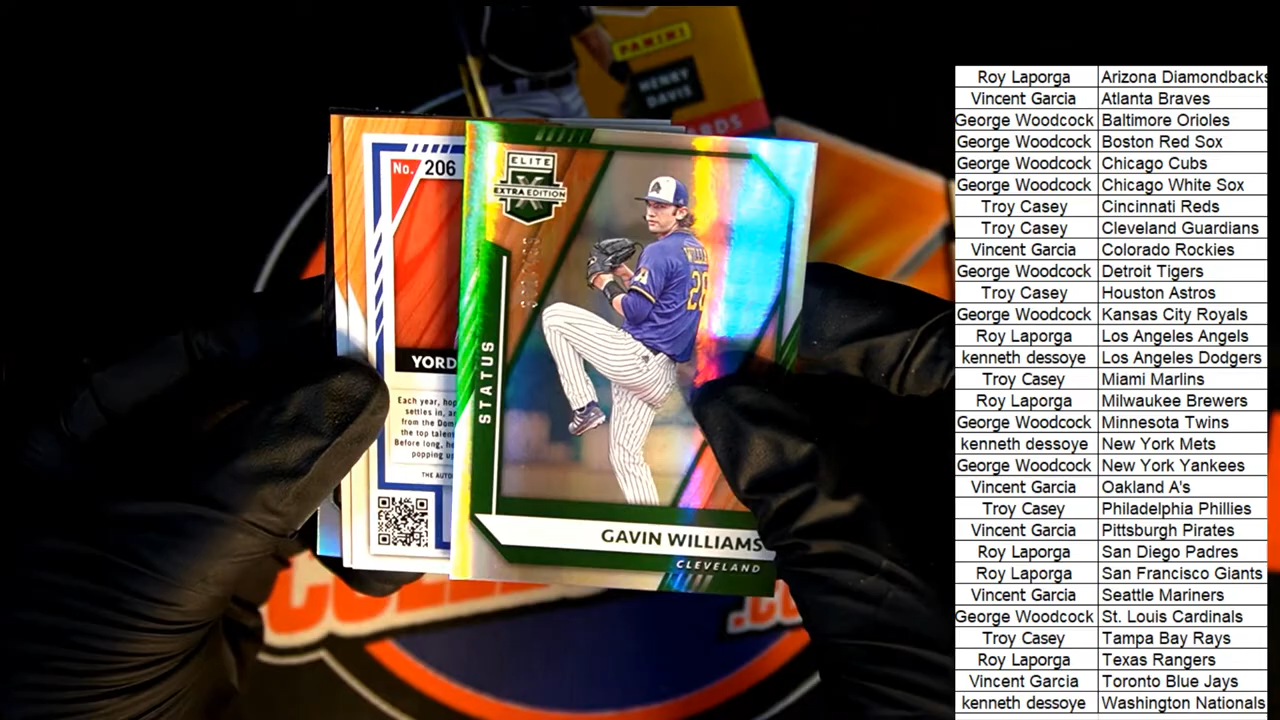 PANINI
HENRY
DAVIS
No. 206
YORD
Each year, hop
settles in, a
from the Dom
the top talen
Before long, he
popping up
THE AUTO
ELITE
EXTRA EDITION
STATUS
28
GAVIN WILLIAMS
CLEVELAND
Roy Laporga Arizona Diamondbacks
Vincent Garcia Atlanta Braves
George Woodcock Baltimore Orioles
George Woodcock Boston Red Sox
George Woodcock Chicago Cubs
George Woodcock Chicago White Sox
Troy Casey Cincinnati Reds
Troy Casey Cleveland Guardians
Vincent Garcia Colorado Rockies
George Woodcock Detroit Tigers
Troy Casey Houston Astros
George Woodcock Kansas City Royals
Roy Laporga Los Angeles Angels
kenneth dessoye Los Angeles Dodgers
Troy Casey Miami Marlins
Roy Laporga Milwaukee Brewers
George Woodcock Minnesota Twins
kenneth dessoye New York Mets
George Woodcock New York Yankees
Vincent Garcia Oakland A's
Troy Casey Philadelphia Phillies
Vincent Garcia Pittsburgh Pirates
Roy Laporga San Diego Padres
Roy Laporga San Francisco Giants
Vincent Garcia Seattle Mariners
George Woodcock St. Louis Cardinals
Troy Casey Tampa Bay Rays
Roy Laporga Texas Rangers
Vincent Garcia Toronto Blue Jays
kenneth dessoye Washington Nationals